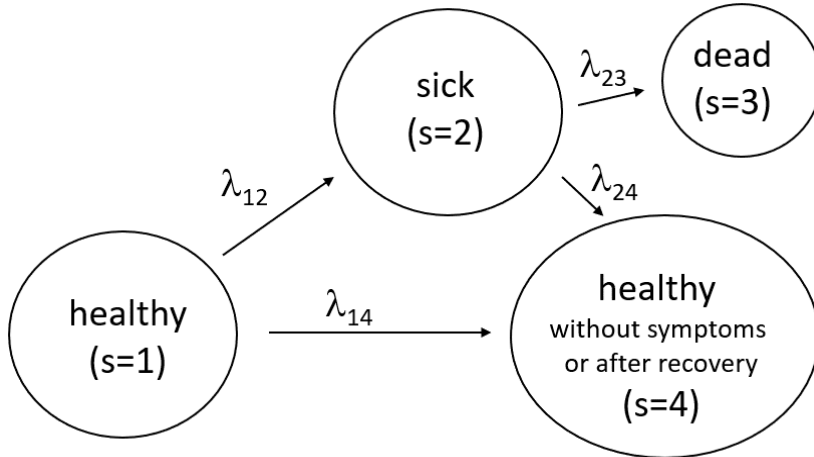 dead
(s=3)
λ23
sick
(s=2)
λ24
λ12
healthy
(s=1)
λ14
healthy
without symptoms
or after recovery
(s=4)